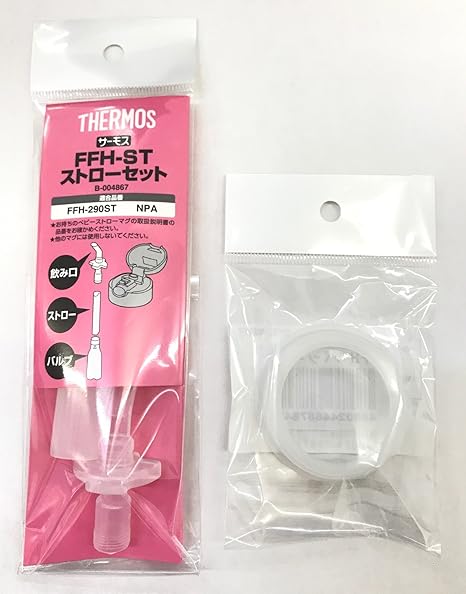 THERMOS
サーモス
FFH-ST
ストローセット
B-004867
適合品番
FFH-290ST NPA
★お持ちのベビーストローマグの取扱説明書の
品番をお確かめください。
★他のマグには使用しないでください。
飲み口
ストロー
バルブ